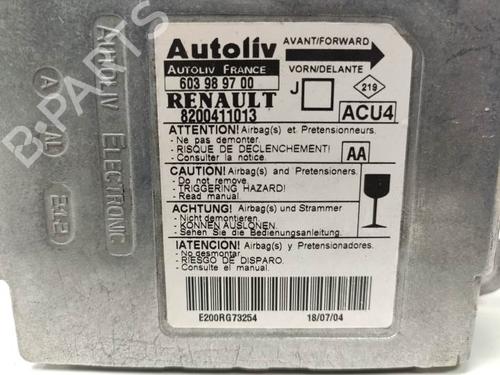 Autoliv
AVANT/FORWARD
AUTOLIV FRANCE
VORN/DELANTE
603 98 97 00
RENAULT
J
219
8200411013
ACU4
ATTENTION! Airbag(s) et Pretensionneurs.
- Ne pas demonter.
- RISQUE DE DECLENCHEMENT!
- Consulter la notice.
AA
CAUTION! Airbag(s) and Pensioners.
- Do not remove.
- TRIGGERING HAZARD!
- Read manual.
ACHTUNG! Airbag(s) und Strammer
- Nicht demontieren.
- KONNEN AUSLONEN.
- Sehen Sie die Bedienungsanleitung.
IATENCION! Airbag(s) y Pretensionadores.
- No desmontar.
- RIESGO DE DISPARO.
- Consulte el manual.
E200RG73254
18/07/04
AUTOLIV ELECTRONIC
A AL
B-PARTS